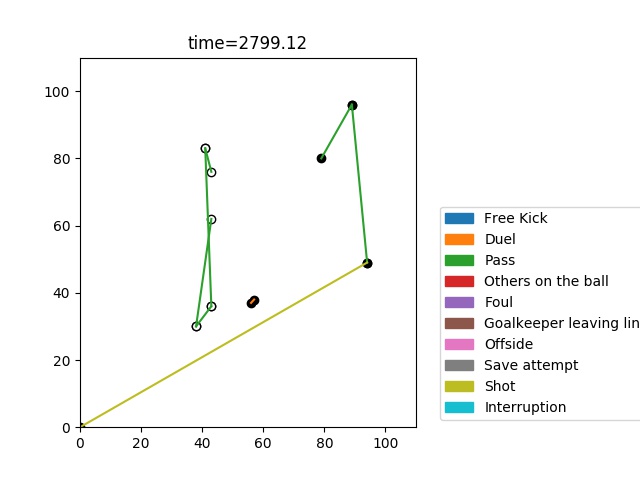 time=2799.12
100
80
60
40
20
0
0 20 40 60 80 100
Free Kick
Duel
Pass
Others on the ball
Foul
Goalkeeper leaving lin
Offside
Save attempt
Shot
Interruption